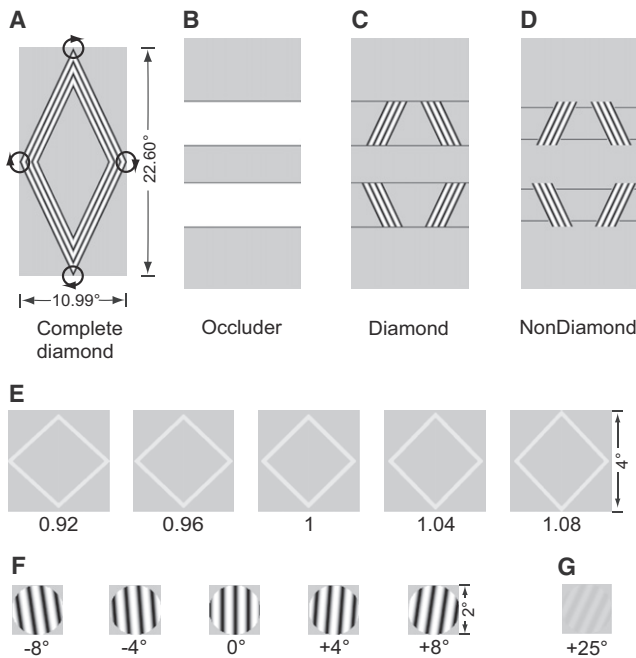 A
B
C
D
22.60°
10.99°
Complete
diamond
Occluder
Diamond
NonDiamond
E
4°
0.92
0.96
1
1.04
1.08
F
G
2°
-8°
-4°
0°
+4°
+8°
+25°